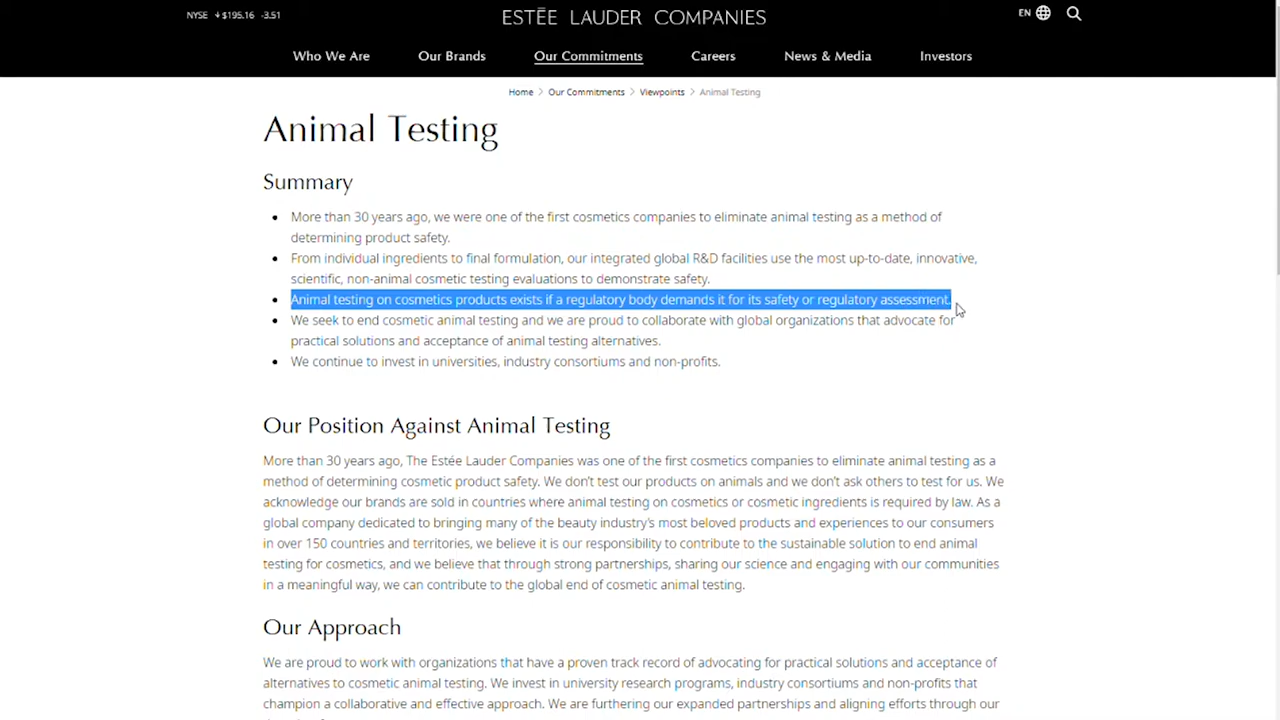 NYSE ↓$195.16 -3.51
ESTĒE LAUDER COMPANIES
EN
Who We Are
Our Brands
Our Commitments
Careers
News & Media
Investors
Home > Our Commitments > Viewpoints > Animal Testing
Animal Testing
Summary
• More than 30 years ago, we were one of the first cosmetics companies to eliminate animal testing as a method of
determining product safety.
• From individual ingredients to final formulation, our integrated global R&D facilities use the most up-to-date, innovative,
scientific, non-animal cosmetic testing evaluations to demonstrate safety.
• Animal testing on cosmetics products exists if a regulatory body demands it for its safety or regulatory assessment.
• We seek to end cosmetic animal testing and we are proud to collaborate with global organizations that advocate for
practical solutions and acceptance of animal testing alternatives.
• We continue to invest in universities, industry consortiums and non-profits.
Our Position Against Animal Testing
More than 30 years ago, The Estée Lauder Companies was one of the first cosmetics companies to eliminate animal testing as a
method of determining cosmetic product safety. We don't test our products on animals and we don't ask others to test for us. We
acknowledge our brands are sold in countries where animal testing on cosmetics or cosmetic ingredients is required by law. As a
global company dedicated to bringing many of the beauty industry's most beloved products and experiences to our consumers
in over 150 countries and territories, we believe it is our responsibility to contribute to the sustainable solution to end animal
testing for cosmetics, and we believe that through strong partnerships, sharing our science and engaging with our communities
in a meaningful way, we can contribute to the global end of cosmetic animal testing.
Our Approach
We are proud to work with organizations that have a proven track record of advocating for practical solutions and acceptance of
alternatives to cosmetic animal testing. We invest in university research programs, industry consortiums and non-profits that
champion a collaborative and effective approach. We are furthering our expanded partnerships and aligning efforts through our